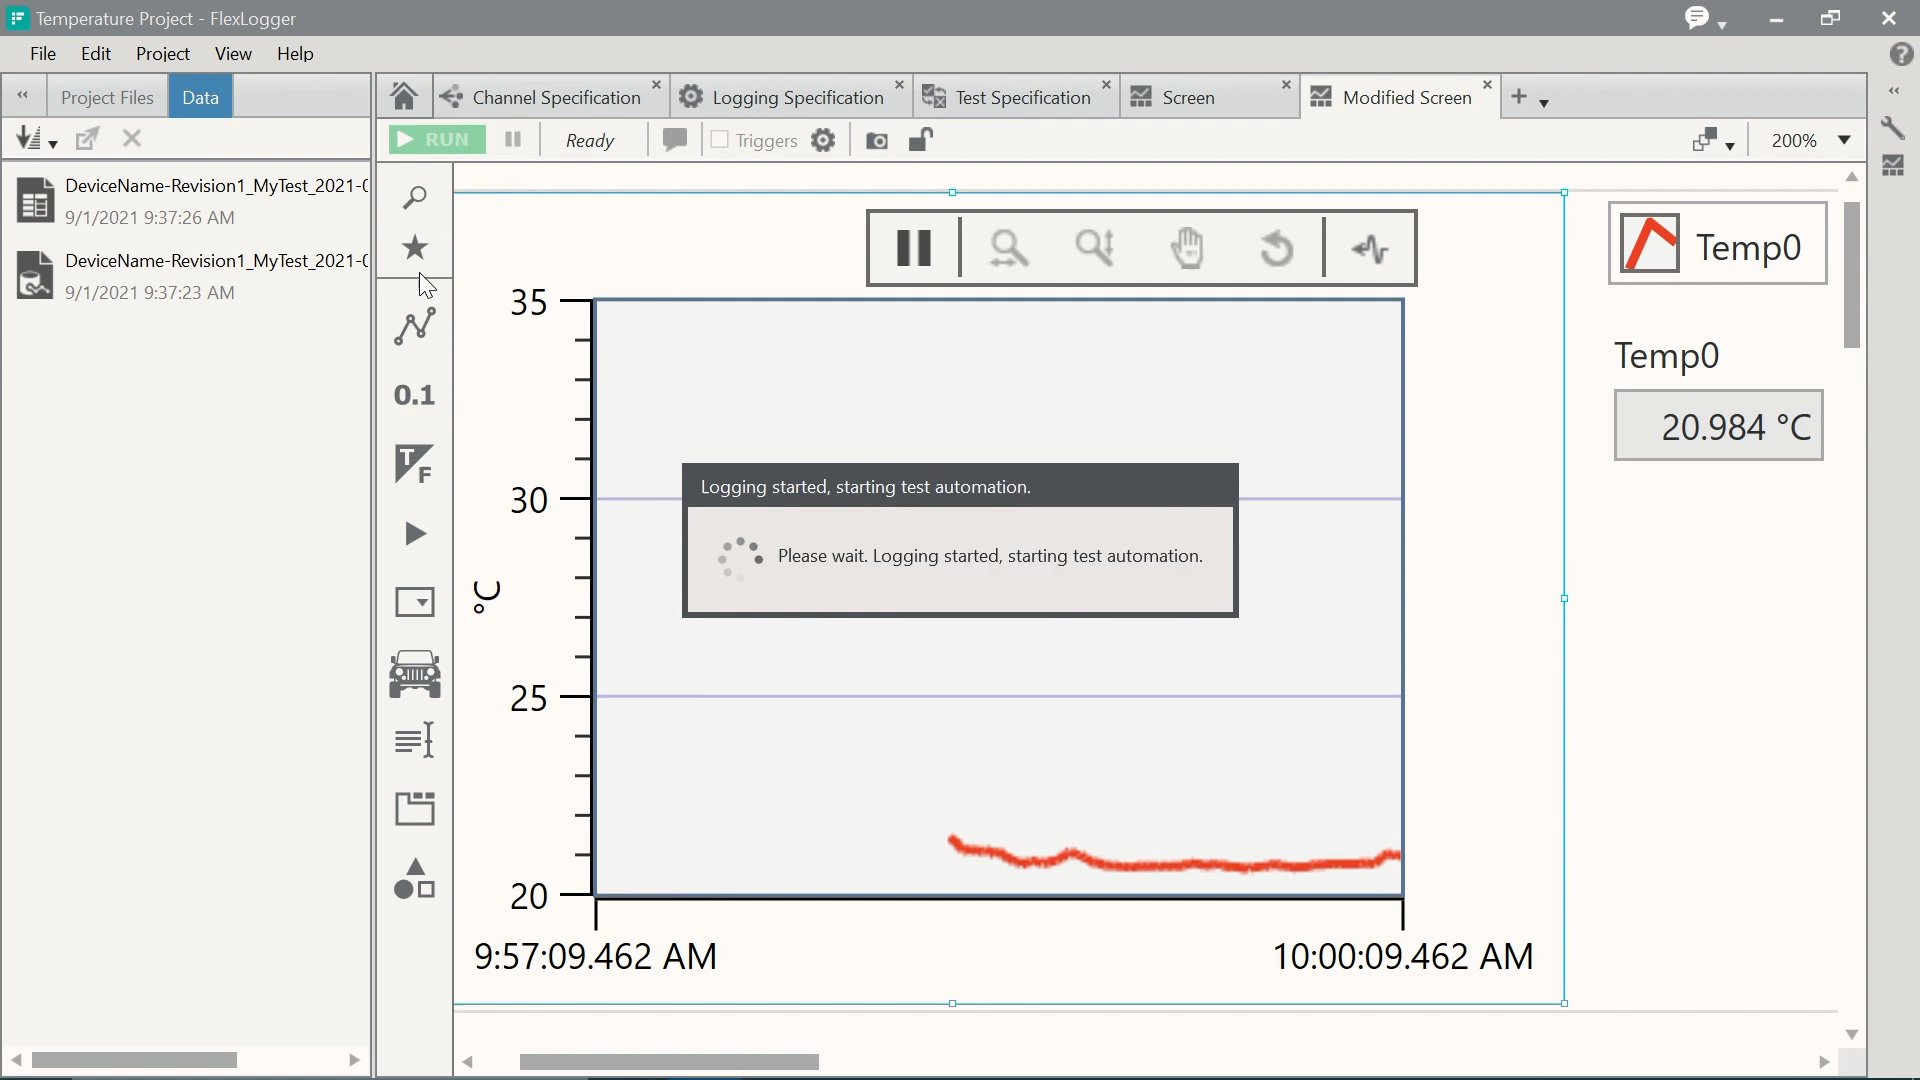 Temperature Project - FlexLogger
File Edit Project View Help
Project Files Data
Channel Specification Logging Specification Test Specification Screen Modified Screen
RUN Ready Triggers 200%
DeviceName-Revision1_MyTest_2021-
9/1/2021 9:37:26 AM
DeviceName-Revision1_MyTest_2021-
9/1/2021 9:37:23 AM
0.1
T
F
Temp0
Temp0
20.984 °C
35
30
25
20
°C
Logging started, starting test automation.
Please wait. Logging started, starting test automation.
9:57:09.462 AM 10:00:09.462 AM